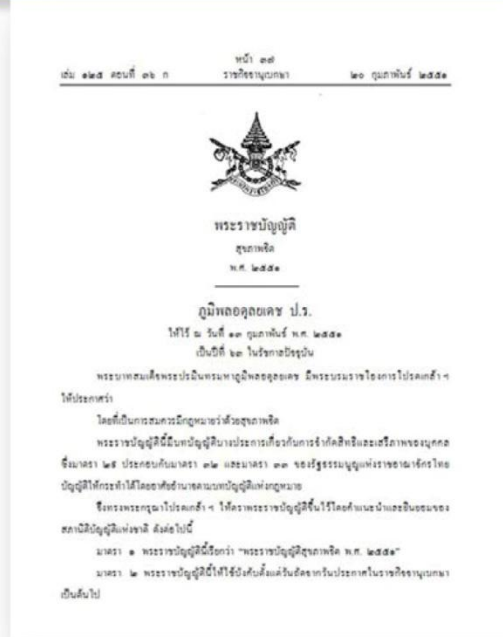 หน้า ๓๗
เล่ม ๑๒๕ ตอนที่ ๓๖ ก ราชกิจจานุเบกษา ๒๐ กุมภาพันธ์ ๒๕๕๑
พระราชบัญญัติ
สุขภาพจิต
พ.ศ. ๒๕๕๑
ภูมิพลอดุลยเดช ป.ร.
ให้ไว้ ณ วันที่ ๑๓ กุมภาพันธ์ พ.ศ. ๒๕๕๑
เป็นปีที่ ๖๓ ในรัชกาลปัจจุบัน
พระบาทสมเด็จพระปรมินทรมหาภูมิพลอดุลยเดช มีพระบรมราชโองการโปรดเกล้า ฯ
ให้ประกาศว่า
โดยที่เป็นการสมควรมีกฎหมายว่าด้วยสุขภาพจิต
พระราชบัญญัตินี้มีบทบัญญัติบางประการเกี่ยวกับการจำกัดสิทธิและเสรีภาพของบุคคล
ซึ่งมาตรา ๒๙ ประกอบกับมาตรา ๓๒ และมาตรา ๓๓ ของรัฐธรรมนูญแห่งราชอาณาจักรไทย
บัญญัติให้กระทำได้โดยอาศัยอำนาจตามบทบัญญัติแห่งกฎหมาย
จึงทรงพระกรุณาโปรดเกล้า ฯ ให้ตราพระราชบัญญัติขึ้นไว้โดยคำแนะนำและยินยอมของ
สภานิติบัญญัติแห่งชาติ ดังต่อไปนี้
มาตรา ๑ พระราชบัญญัตินี้เรียกว่า “พระราชบัญญัติสุขภาพจิต พ.ศ. ๒๕๕๑”
มาตรา ๒ พระราชบัญญัตินี้ให้ใช้บังคับตั้งแต่วันถัดจากวันประกาศในราชกิจจานุเบกษา
เป็นต้นไป